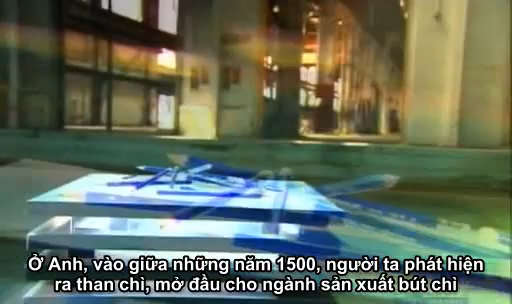 Ở Anh, vào giữa những năm 1500, người ta phát hiện
ra than chì, mở đầu cho ngành sản xuất bút chì